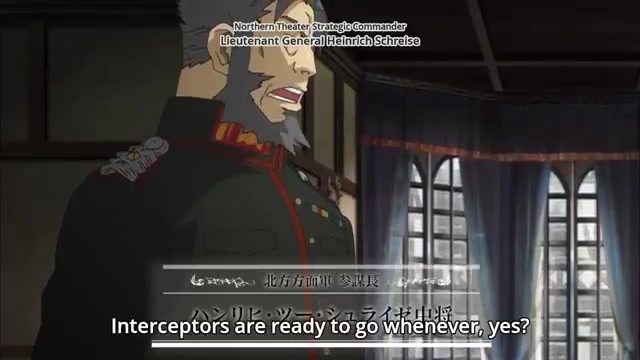 Northern Theater Strategic Commander
Lieutenant General Heinrich Schreise
北方方面軍 参謀長
ハンリヒ・ツー・シュライゼ中将
Interceptors are ready to go whenever, yes?